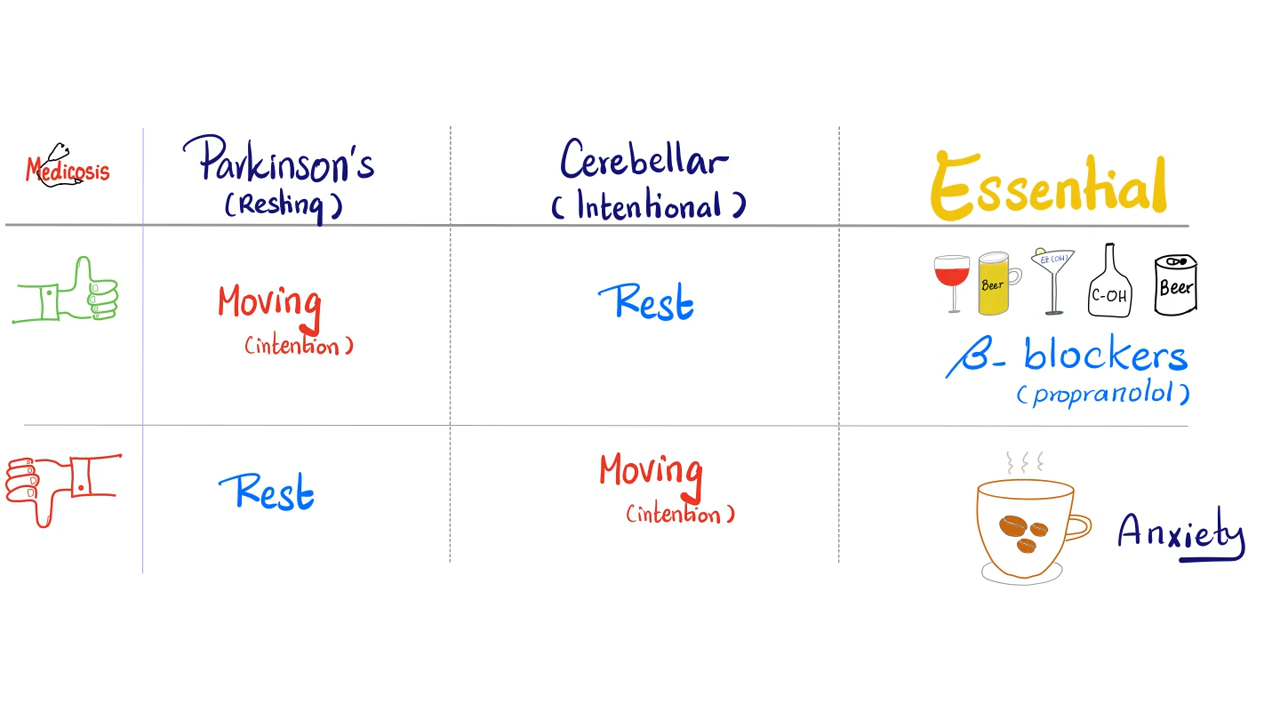 Medicosis
Parkinson's
(Resting)
Cerebellar
(Intentional)
Essential
Moving
(intention)
Rest
Beer
Et(OH)
C-OH
Beer
β- blockers
(propranolol)
Rest
Moving
(intention)
Anxiety